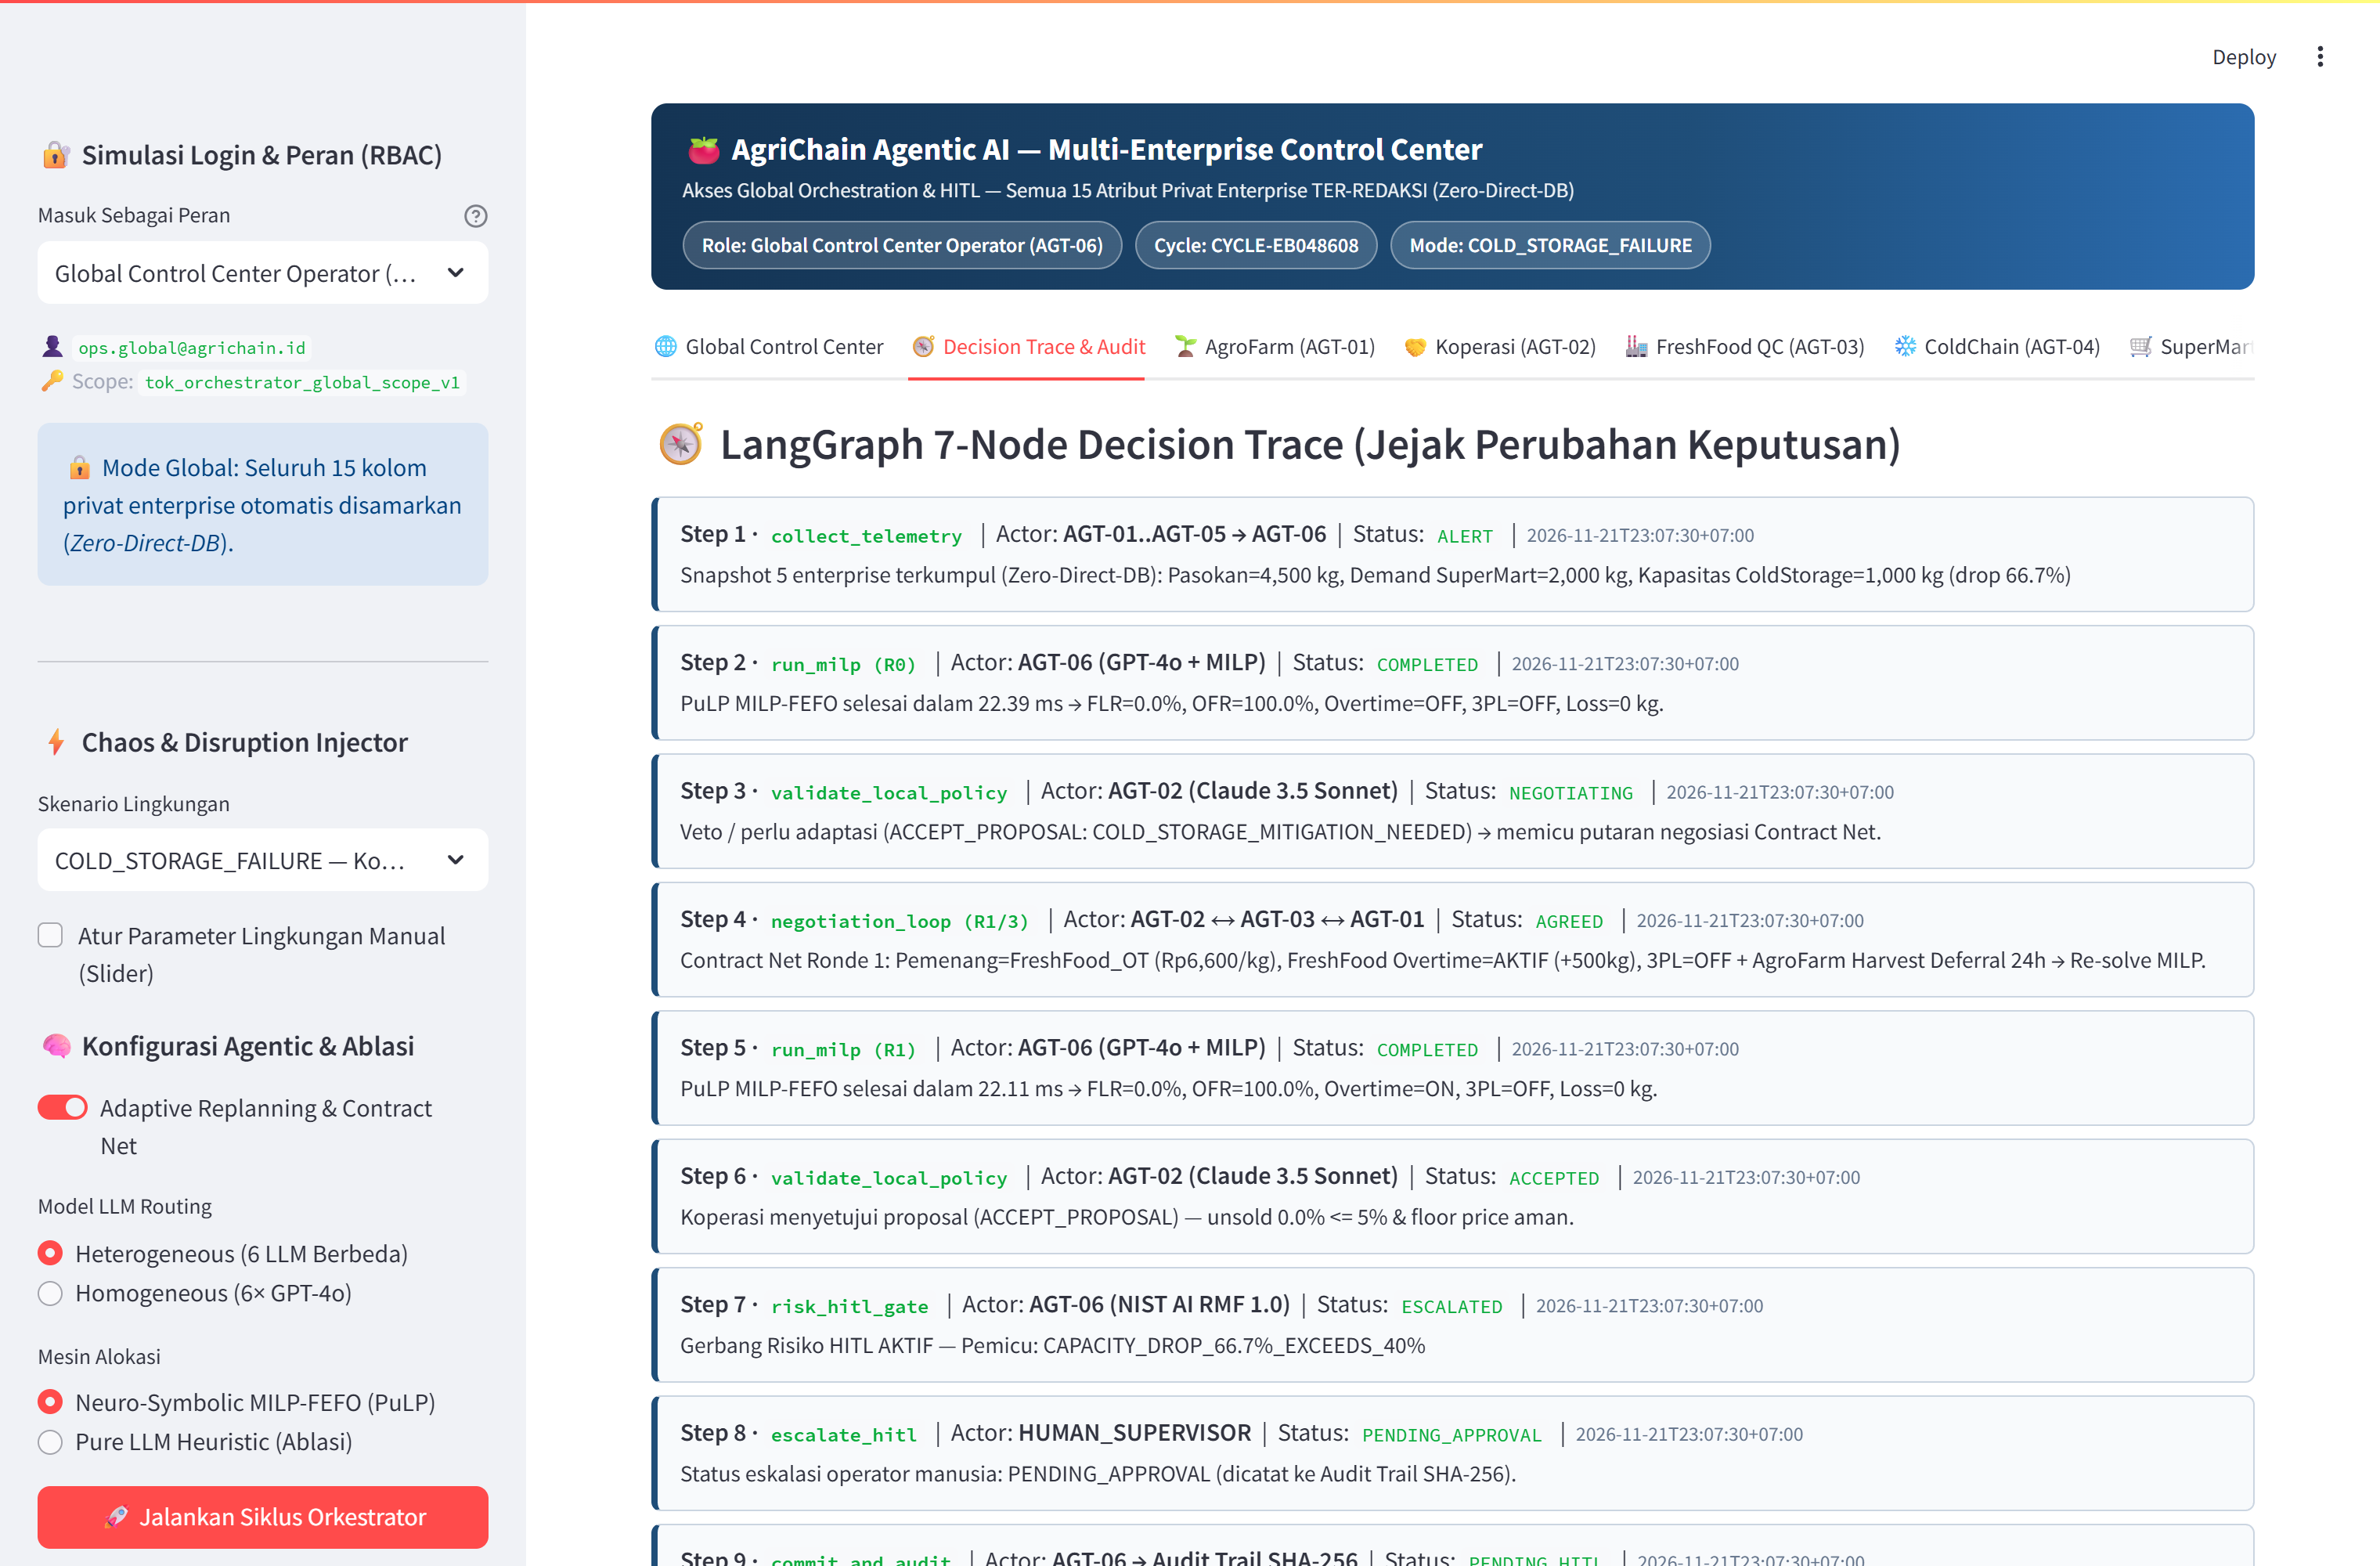 Deploy
Simulasi Login & Peran (RBAC)
Masuk Sebagai Peran
Global Control Center Operator (...
ops.global@agrichain.id
Scope: tok_orchestrator_global_scope_v1
Mode Global: Seluruh 15 kolom
privat enterprise otomatis disamarkan
(Zero-Direct-DB).
Chaos & Disruption Injector
Skenario Lingkungan
COLD_STORAGE_FAILURE — Ko...
Atur Parameter Lingkungan Manual
(Slider)
Konfigurasi Agentic & Ablasi
Adaptive Replanning & Contract
Net
Model LLM Routing
Heterogeneous (6 LLM Berbeda)
Homogeneous (6× GPT-4o)
Mesin Alokasi
Neuro-Symbolic MILP-FEFO (PuLP)
Pure LLM Heuristic (Ablasi)
Jalankan Siklus Orkestrator
AgriChain Agentic AI — Multi-Enterprise Control Center
Akses Global Orchestration & HITL — Semua 15 Atribut Privat Enterprise TER-REDAKSI (Zero-Direct-DB)
Role: Global Control Center Operator (AGT-06) Cycle: CYCLE-EB048608 Mode: COLD_STORAGE_FAILURE
Global Control Center Decision Trace & Audit AgroFarm (AGT-01) Koperasi (AGT-02) FreshFood QC (AGT-03) ColdChain (AGT-04) SuperMart
LangGraph 7-Node Decision Trace (Jejak Perubahan Keputusan)
Step 1 · collect_telemetry | Actor: AGT-01..AGT-05 → AGT-06 | Status: ALERT | 2026-11-21T23:07:30+07:00
Snapshot 5 enterprise terkumpul (Zero-Direct-DB): Pasokan=4,500 kg, Demand SuperMart=2,000 kg, Kapasitas ColdStorage=1,000 kg (drop 66.7%)
Step 2 · run_milp (R0) | Actor: AGT-06 (GPT-4o + MILP) | Status: COMPLETED | 2026-11-21T23:07:30+07:00
PuLP MILP-FEFO selesai dalam 22.39 ms → FLR=0.0%, OFR=100.0%, Overtime=OFF, 3PL=OFF, Loss=0 kg.
Step 3 · validate_local_policy | Actor: AGT-02 (Claude 3.5 Sonnet) | Status: NEGOTIATING | 2026-11-21T23:07:30+07:00
Veto / perlu adaptasi (ACCEPT_PROPOSAL: COLD_STORAGE_MITIGATION_NEEDED) → memicu putaran negosiasi Contract Net.
Step 4 · negotiation_loop (R1/3) | Actor: AGT-02 ↔ AGT-03 ↔ AGT-01 | Status: AGREED | 2026-11-21T23:07:30+07:00
Contract Net Ronde 1: Pemenang=FreshFood_OT (Rp6,600/kg), FreshFood Overtime=AKTIF (+500kg), 3PL=OFF + AgroFarm Harvest Deferral 24h → Re-solve MILP.
Step 5 · run_milp (R1) | Actor: AGT-06 (GPT-4o + MILP) | Status: COMPLETED | 2026-11-21T23:07:30+07:00
PuLP MILP-FEFO selesai dalam 22.11 ms → FLR=0.0%, OFR=100.0%, Overtime=ON, 3PL=OFF, Loss=0 kg.
Step 6 · validate_local_policy | Actor: AGT-02 (Claude 3.5 Sonnet) | Status: ACCEPTED | 2026-11-21T23:07:30+07:00
Koperasi menyetujui proposal (ACCEPT_PROPOSAL) — unsold 0.0% <= 5% & floor price aman.
Step 7 · risk_hitl_gate | Actor: AGT-06 (NIST AI RMF 1.0) | Status: ESCALATED | 2026-11-21T23:07:30+07:00
Gerbang Risiko HITL AKTIF — Pemicu: CAPACITY_DROP_66.7%_EXCEEDS_40%
Step 8 · escalate_hitl | Actor: HUMAN_SUPERVISOR | Status: PENDING_APPROVAL | 2026-11-21T23:07:30+07:00
Status eskalasi operator manusia: PENDING_APPROVAL (dicatat ke Audit Trail SHA-256).
Step 9 · commit_and_audit | Actor: AGT-06 → Audit Trail SHA-256 | Status: PENDING_HITL | 2026-11-21T23:07:30+07:00